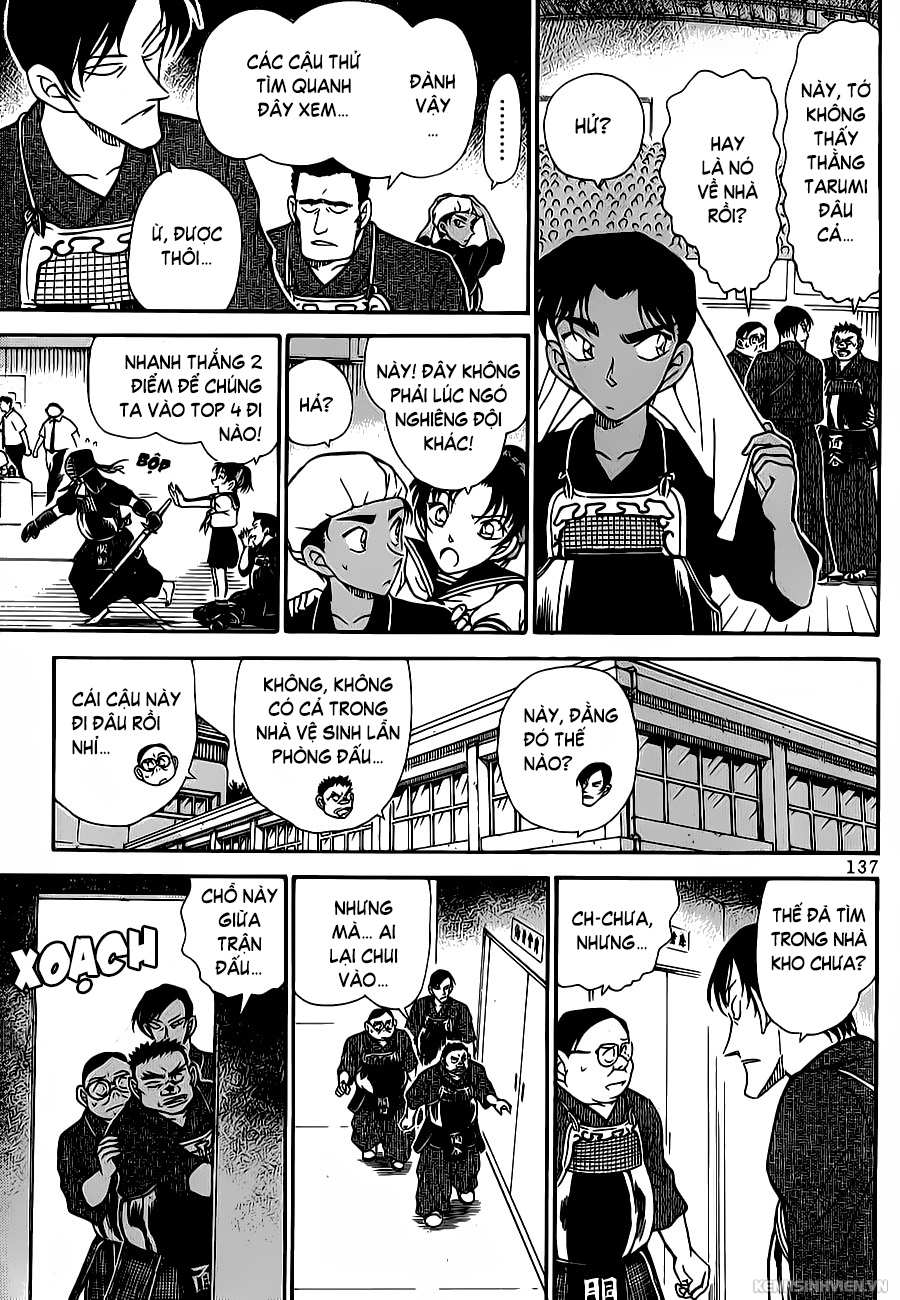 NÀY, TỚ
KHÔNG
THẤY
THẰNG
TARUMI
ĐÂU
CẢ...
HAY
LÀ NÓ
VỀ NHÀ
RỒI?
HỬ?
.........
ĐÀNH
VẬY
...
CÁC CẬU THỬ
TÌM QUANH
ĐÂY XEM...
Ừ, ĐƯỢC
THÔI...
NÀY! ĐÂY KHÔNG
PHẢI LÚC NGÓ
NGHIÊNG ĐỘI
KHÁC!
HẢ?
NHANH THẮNG 2
ĐIỂM ĐỂ CHÚNG
TA VÀO TOP 4 ĐI
NÀO!
BỘP
NÀY, ĐẰNG
ĐÓ THẾ
NÀO?
KHÔNG, KHÔNG
CÓ CẢ TRONG
NHÀ VỆ SINH LẪN
PHÒNG ĐẤU...
CÁI CẬU NÀY
ĐI ĐÂU RỒI
NHỈ...
137
THẾ ĐÃ TÌM
TRONG NHÀ
KHO CHƯA?
CH-CHƯA,
NHƯNG...
NHƯNG
MÀ... AI
LẠI CHUI
VÀO...
CHỖ NÀY
GIỮA
TRẬN
ĐẤU...
XOẠCH
KENHSINHVIEN.VN